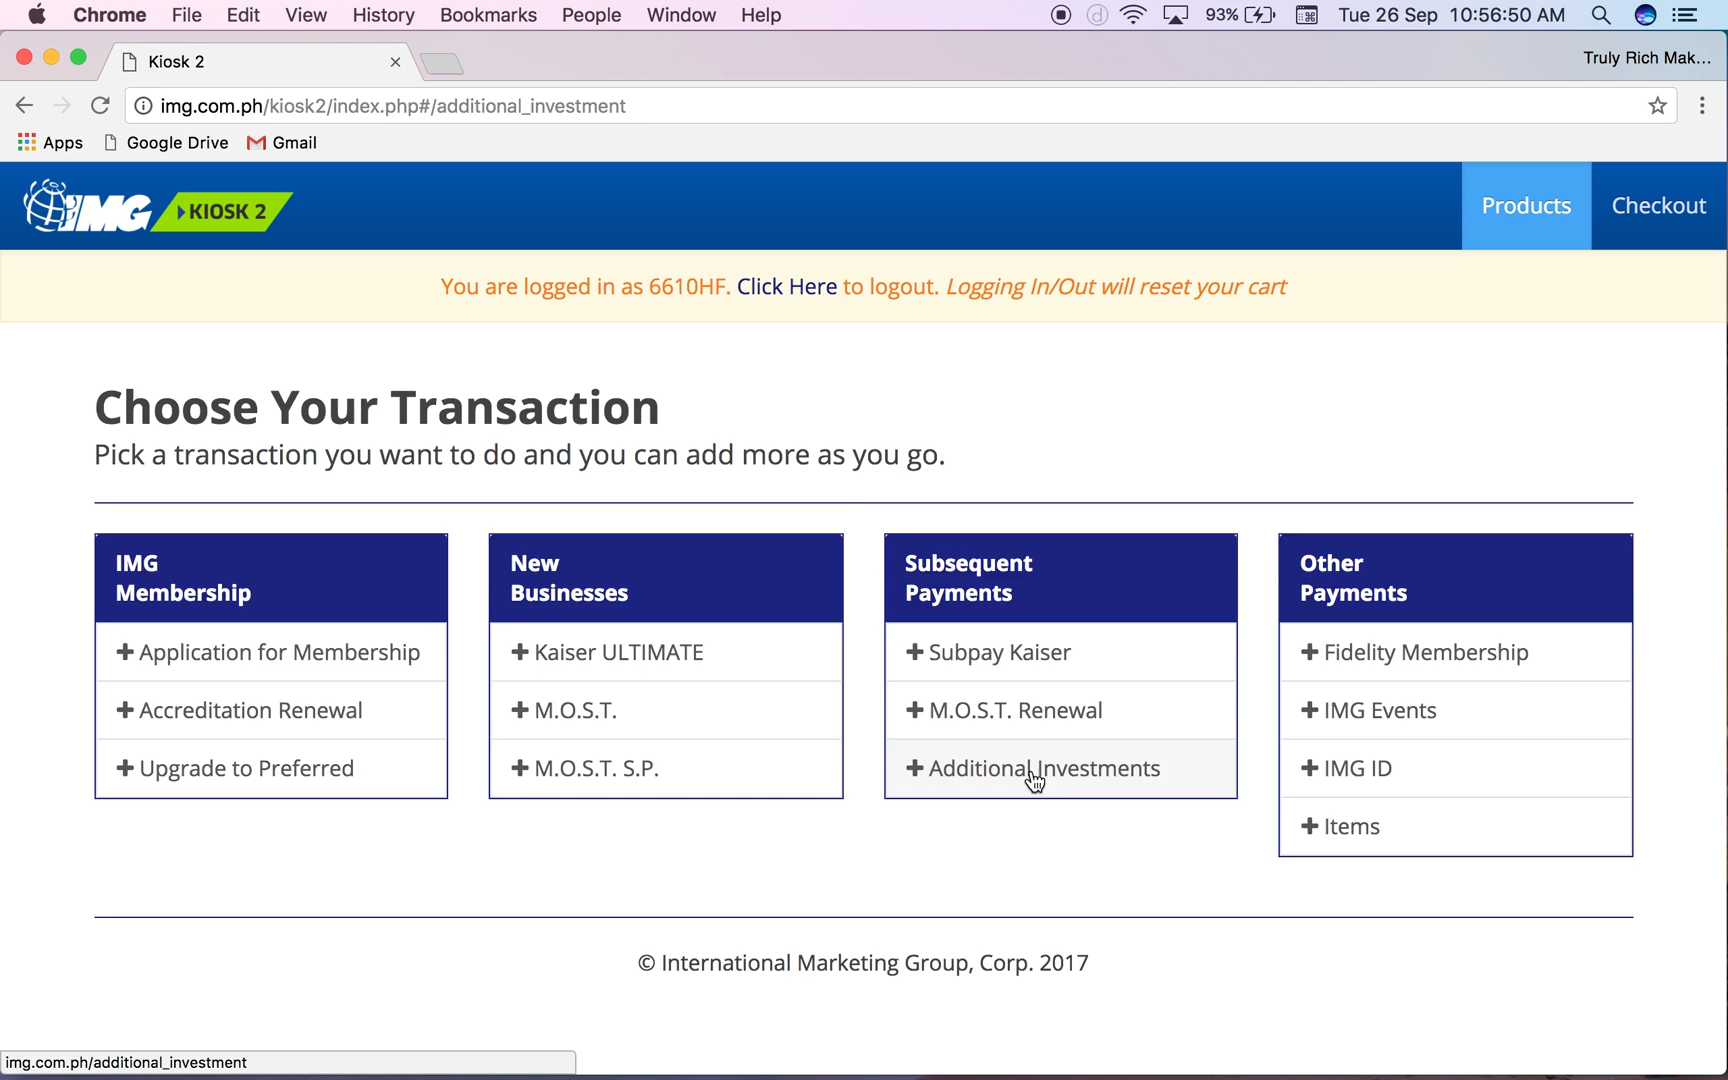 Chrome File Edit View History Bookmarks People Window Help 93% Tue 26 Sep 10:56:50 AM
Kiosk 2 Truly Rich Mak...
img.com.ph/kiosk2/index.php#/additional_investment
Apps Google Drive Gmail
IMG KIOSK 2 Products Checkout
You are logged in as 6610HF. Click Here to logout. Logging In/Out will reset your cart
Choose Your Transaction
Pick a transaction you want to do and you can add more as you go.
IMG
Membership
Application for Membership
Accreditation Renewal
Upgrade to Preferred
New
Businesses
Kaiser ULTIMATE
M.O.S.T.
M.O.S.T. S.P.
Subsequent
Payments
Subpay Kaiser
M.O.S.T. Renewal
Additional Investments
Other
Payments
Fidelity Membership
IMG Events
IMG ID
Items
© International Marketing Group, Corp. 2017
img.com.ph/additional_investment